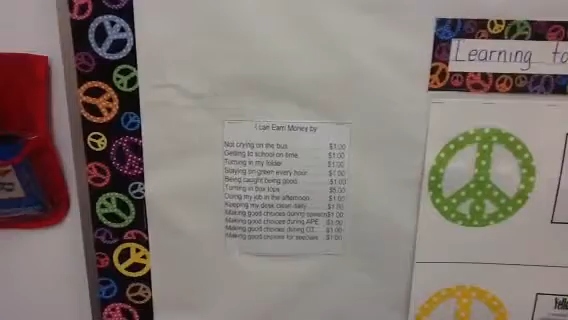 I can Earn Money by
Not crying on the bus $1.00
Getting to school on time $1.00
Turning in my folder $1.00
Staying on green every hour $1.00
Being caught being good $1.00
Turning in box tops $5.00
Doing my job in the afternoon $1.00
Keeping my desk clean daily $1.00
Making good choices during speech $1.00
Making good choices during APE $1.00
Making good choices during OT $1.00
Making good choices for specials $1.00
Learning to